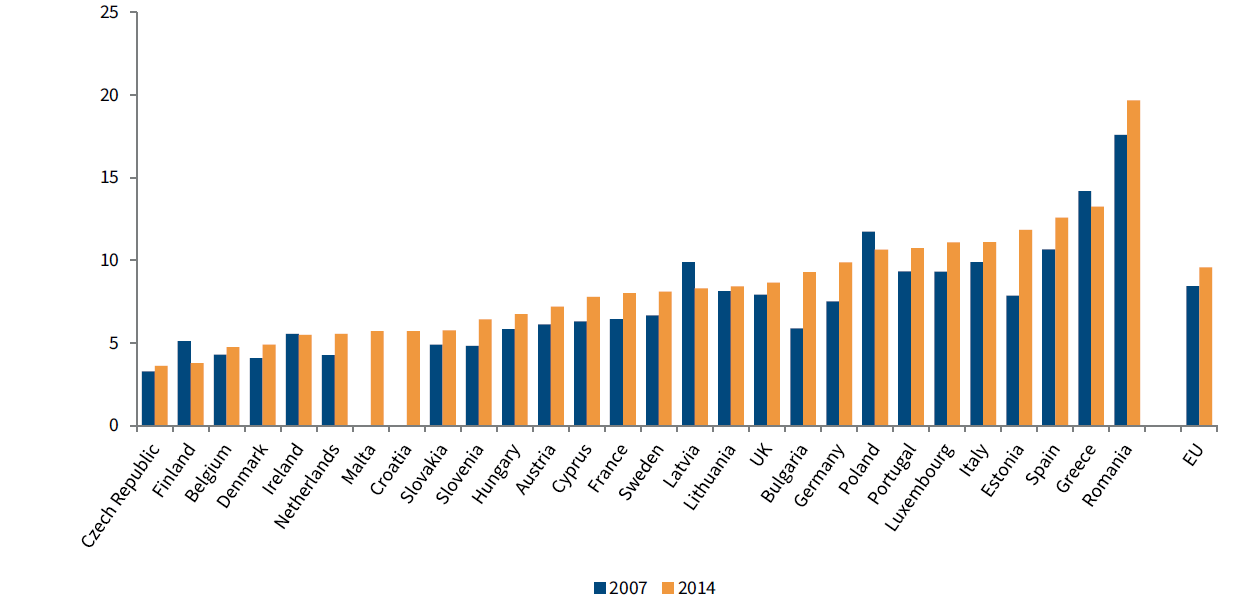 25
20
15
10
5
0
Czech Republic
Finland
Belgium
Denmark
Ireland
Netherlands
Malta
Croatia
Slovakia
Slovenia
Hungary
Austria
Cyprus
France
Sweden
Latvia
Lithuania
UK
Bulgaria
Germany
Poland
Portugal
Luxembourg
Italy
Estonia
Spain
Greece
Romania
EU
2007 2014